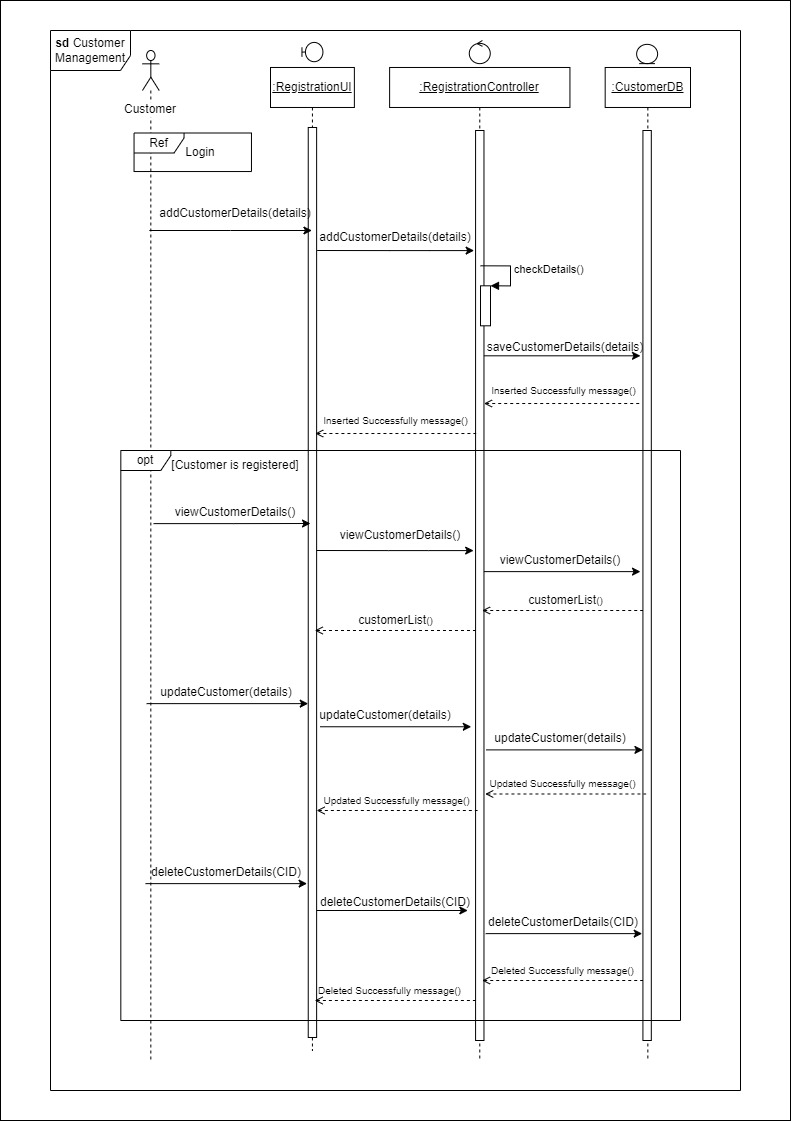 sd Customer
Management
Customer
:RegistrationUI
:RegistrationController
:CustomerDB
Ref
Login
addCustomerDetails(details)
addCustomerDetails(details)
checkDetails()
saveCustomerDetails(details)
Inserted Successfully message()
Inserted Successfully message()
opt
[Customer is registered]
viewCustomerDetails()
viewCustomerDetails()
viewCustomerDetails()
customerList()
customerList()
updateCustomer(details)
updateCustomer(details)
updateCustomer(details)
Updated Successfully message()
Updated Successfully message()
deleteCustomerDetails(CID)
deleteCustomerDetails(CID)
deleteCustomerDetails(CID)
Deleted Successfully message()
Deleted Successfully message()